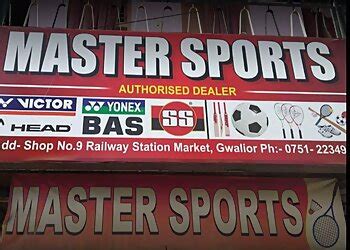 MASTER SPORTS
AUTHORISED DEALER
VICTOR YONEX SS
HEAD BAS
dd- Shop No.9 Railway Station Market, Gwalior Ph:- 0751- 22349
MASTER SPORTS